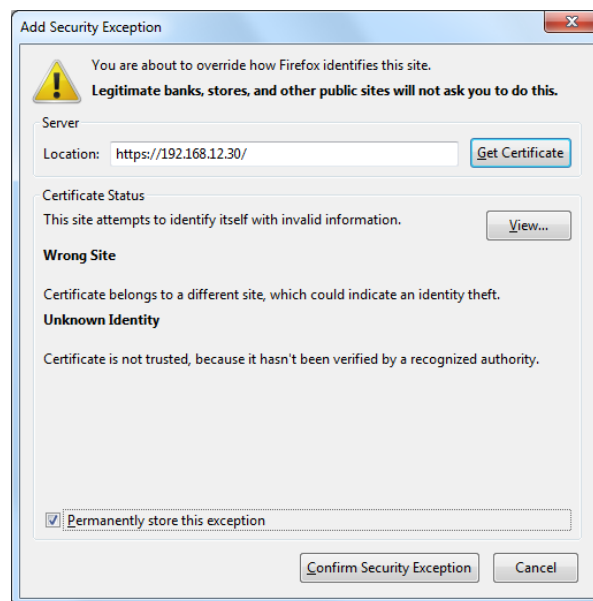 Add Security Exception
You are about to override how Firefox identifies this site.
Legitimate banks, stores, and other public sites will not ask you to do this.
Server
Location: https://192.168.12.30/ Get Certificate
Certificate Status
This site attempts to identify itself with invalid information. View...
Wrong Site
Certificate belongs to a different site, which could indicate an identity theft.
Unknown Identity
Certificate is not trusted, because it hasn't been verified by a recognized authority.
Permanently store this exception
Confirm Security Exception Cancel